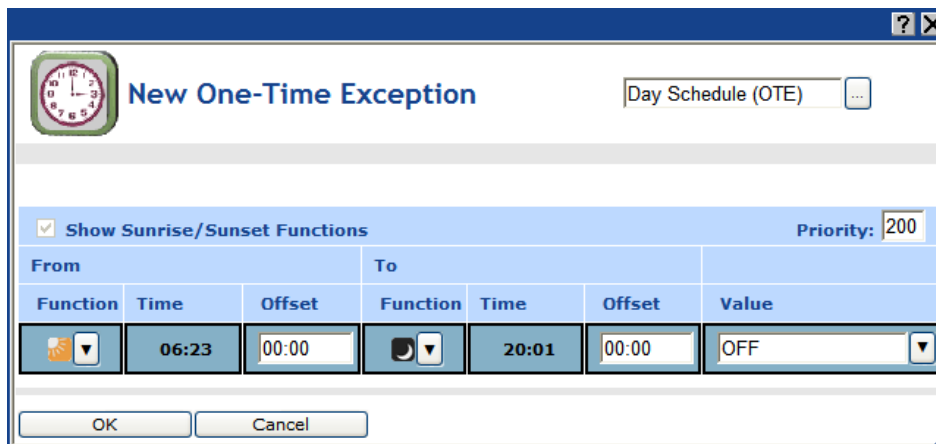 ?
New One-Time Exception
Day Schedule (OTE) ...
Show Sunrise/Sunset Functions Priority: 200
From To
Function Time Offset Function Time Offset Value
06:23 00:00 20:01 00:00 OFF
OK Cancel